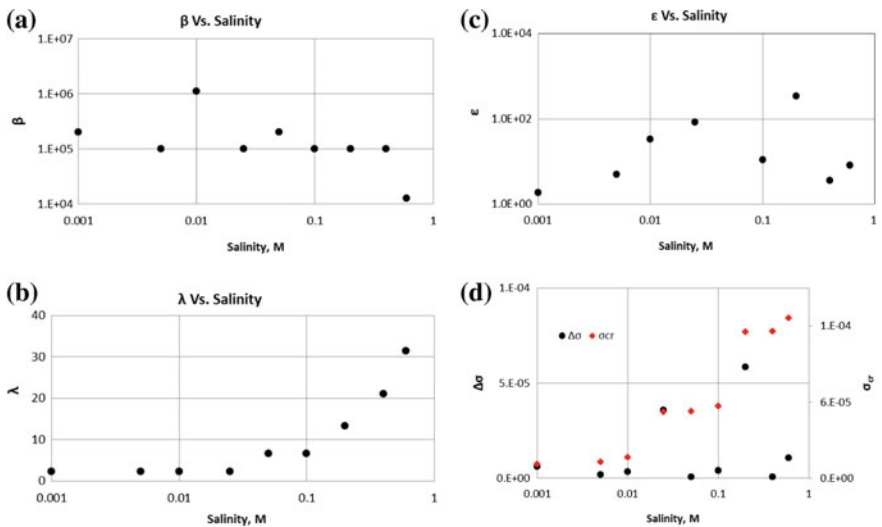 (a)
β Vs. Salinity
1.E+07
1.E+06
1.E+05
1.E+04
β
0.001 0.01 0.1 1
Salinity, M
(c)
ε Vs. Salinity
1.0E+04
1.0E+02
1.0E+00
ε
0.001 0.01 0.1 1
Salinity, M
(b)
λ Vs. Salinity
40
30
20
10
0
λ
0.001 0.01 0.1 1
Salinity, M
(d)
1.E-04
5.E-05
0.E+00
Δσ
Δσ σcr
1.E-04
6.E-05
0.E+00
σcr
0.001 0.01 0.1 1
Salinity, M